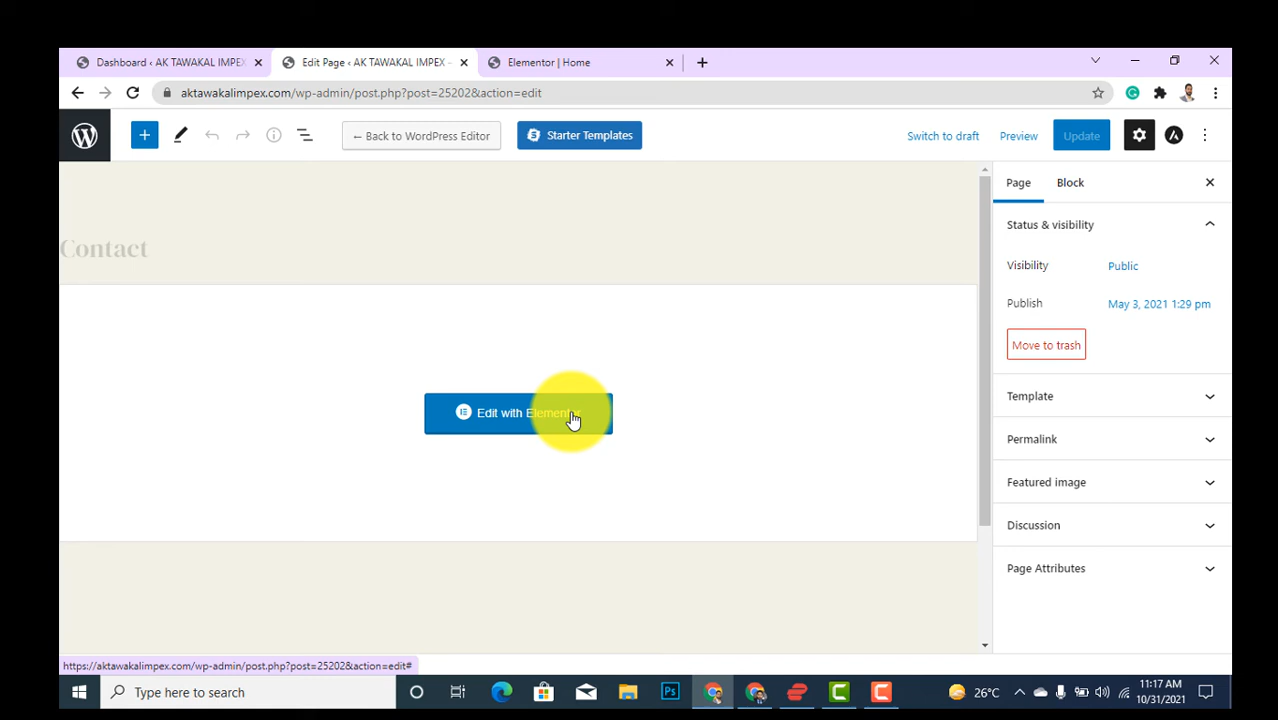 Dashboard ‹ AK TAWAKAL IMPEX
Edit Page ‹ AK TAWAKAL IMPEX –
Elementor | Home
aktawakalimpex.com/wp-admin/post.php?post=25202&action=edit
← Back to WordPress Editor
Starter Templates
Switch to draft
Preview
Update
Page
Block
Contact
Status & visibility
Visibility
Public
Publish
May 3, 2021 1:29 pm
Move to trash
Edit with Elementor
Template
Permalink
Featured image
Discussion
Page Attributes
https://aktawakalimpex.com/wp-admin/post.php?post=25202&action=edit#
Type here to search
Ps
26°C
11:17 AM
10/31/2021